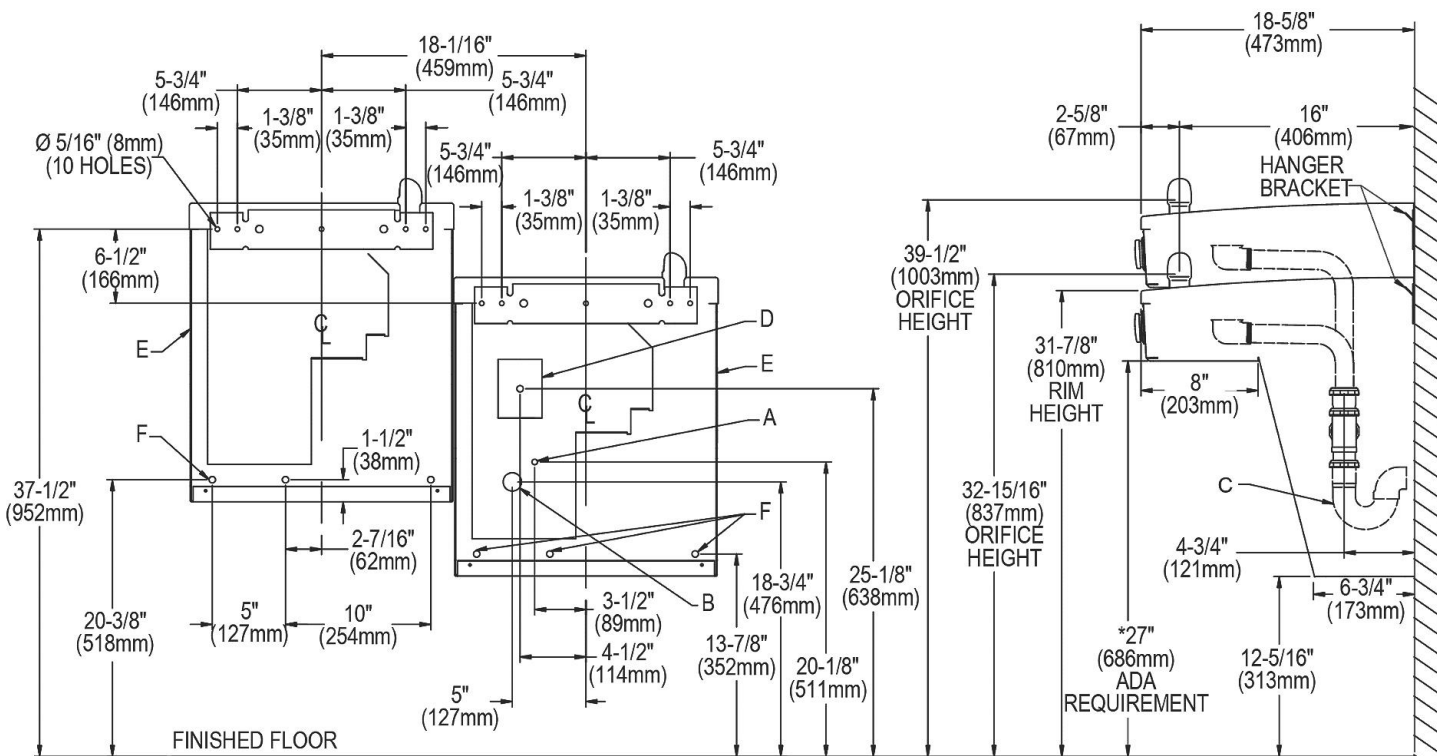 18-1/16"
(459mm)
5-3/4"
(146mm)
5-3/4"
(146mm)
1-3/8"
(35mm)
1-3/8"
(35mm)
Ø 5/16" (8mm)
(10 HOLES)
5-3/4"
(146mm)
5-3/4"
(146mm)
1-3/8"
(35mm)
1-3/8"
(35mm)
6-1/2"
(166mm)
E
CL
D
E
CL
A
F
1-1/2"
(38mm)
37-1/2"
(952mm)
F
2-7/16"
(62mm)
B
20-3/8"
(518mm)
5"
(127mm)
10"
(254mm)
3-1/2"
(89mm)
4-1/2"
(114mm)
5"
(127mm)
18-3/4"
(476mm)
13-7/8"
(352mm)
25-1/8"
(638mm)
20-1/8"
(511mm)
FINISHED FLOOR
18-5/8"
(473mm)
2-5/8"
(67mm)
16"
(406mm)
HANGER
BRACKET
39-1/2"
(1003mm)
ORIFICE
HEIGHT
31-7/8"
(810mm)
RIM
HEIGHT
8"
(203mm)
32-15/16"
(837mm)
ORIFICE
HEIGHT
C
4-3/4"
(121mm)
6-3/4"
(173mm)
*27"
(686mm)
ADA
REQUIREMENT
12-5/16"
(313mm)